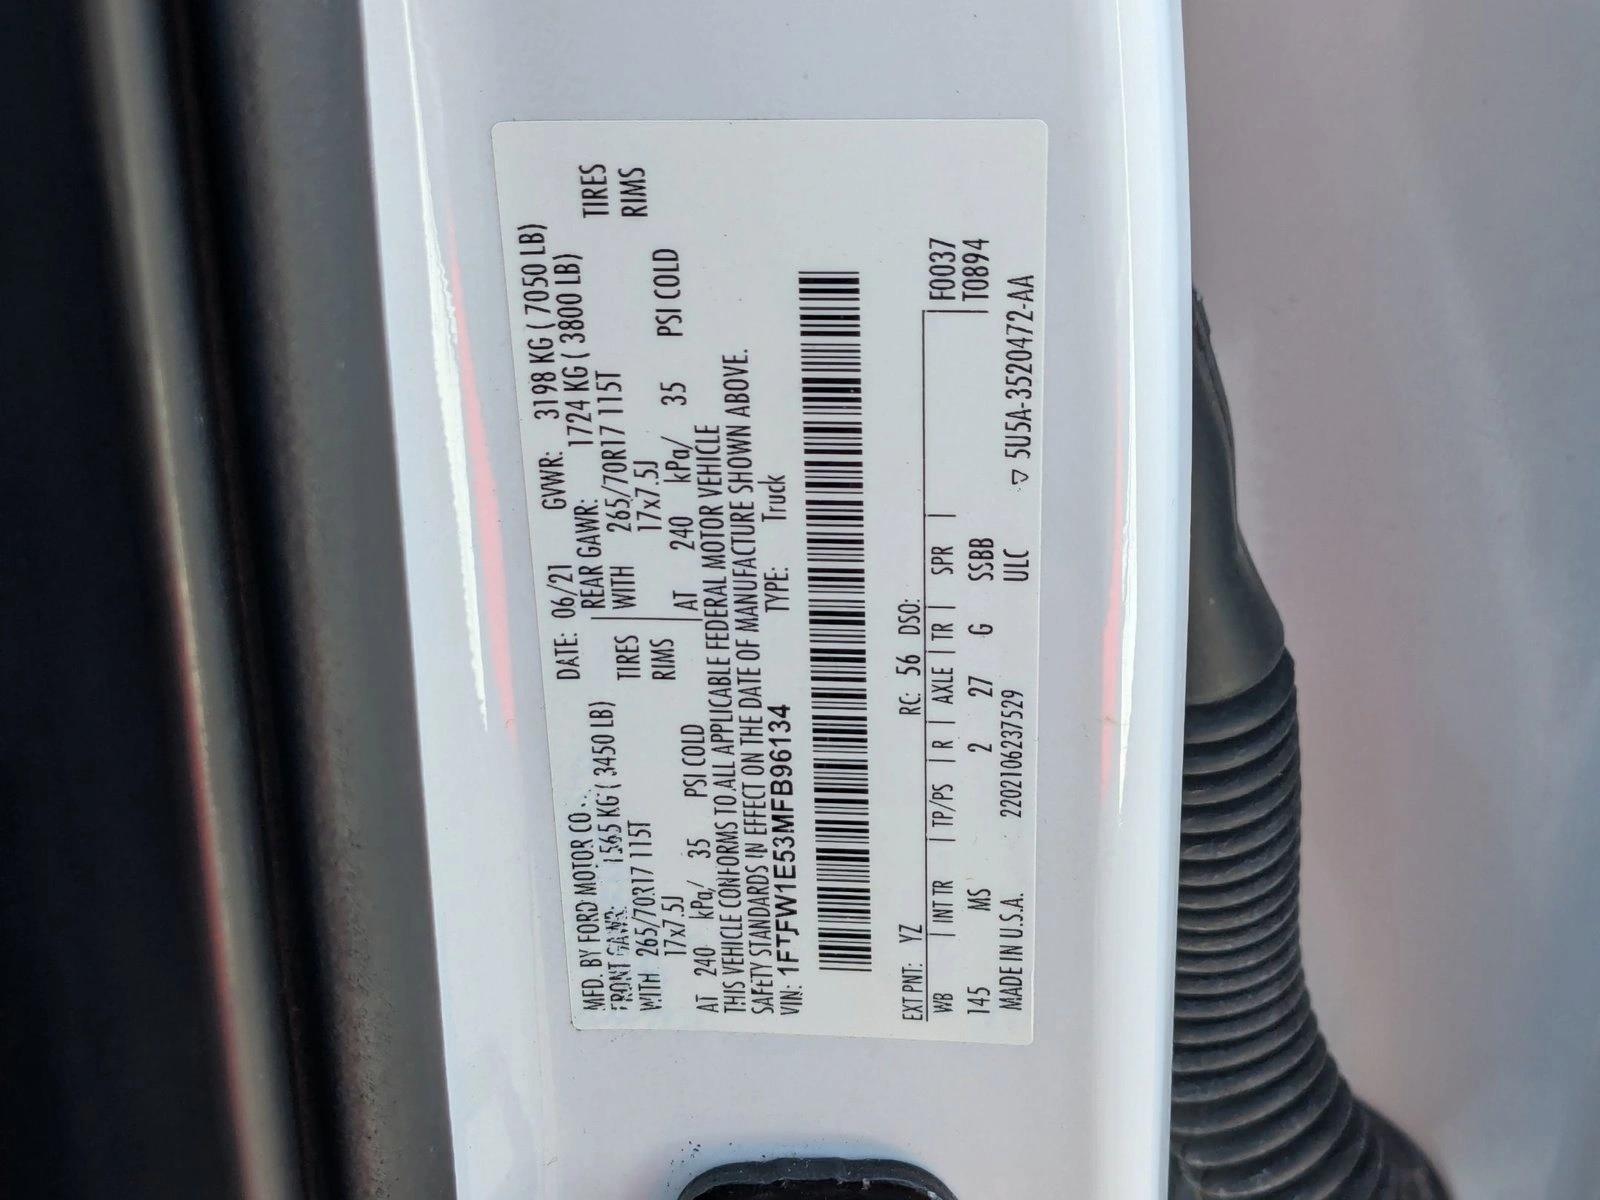 MFD. BY FORD MOTOR CO.
DATE: 06/21 GVWR: 3198 KG ( 7050 LB)
FRONT GAWR: 1565 KG ( 3450 LB) REAR GAWR: 1724 KG ( 3800 LB)
WITH 265/70R17 115T TIRES WITH 265/70R17 115T TIRES
17x7.5J RIMS 17x7.5J RIMS
AT 240 kPa/ 35 PSI COLD AT 240 kPa/ 35 PSI COLD
THIS VEHICLE CONFORMS TO ALL APPLICABLE FEDERAL MOTOR VEHICLE
SAFETY STANDARDS IN EFFECT ON THE DATE OF MANUFACTURE SHOWN ABOVE.
VIN: 1FTFW1E53MFB96134 TYPE: Truck
EXT PNT: YZ RC: 56 DSO:
WB | INT TR | TP/PS | R | AXLE | TR | SPR | F0037
145 MS 2 27 G SSBB T0894
MADE IN U.S.A. 2202106237529 ULC ▽ 5U5A-3520472-AA